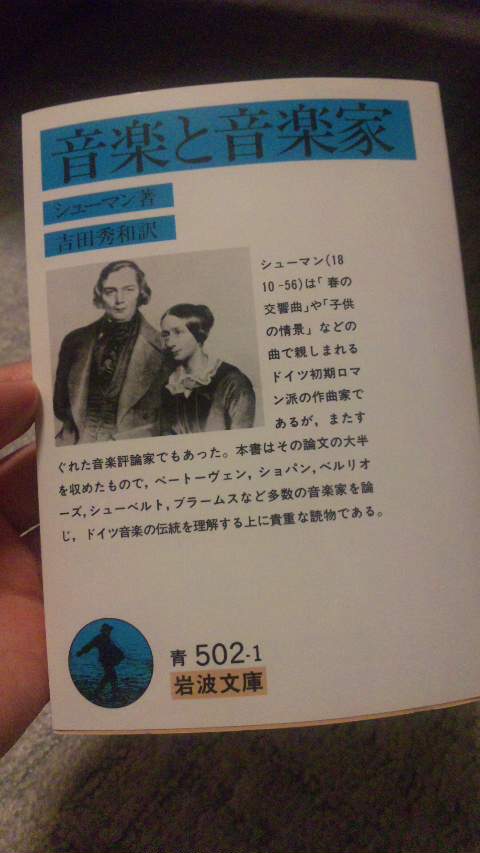 音楽と音楽家
シューマン著
吉田秀和訳
シューマン(18
10-56)は「春の
交響曲」や「子供
の情景」などの
曲で親しまれる
ドイツ初期ロマ
ン派の作曲家で
あるが，またす
ぐれた音楽評論家でもあった。本書はその論文の大半
を収めたもので，ベートーヴェン，ショパン，ベルリオ
ーズ，シューベルト，ブラームスなど多数の音楽家を論
じ，ドイツ音楽の伝統を理解する上に貴重な読物である。
青 502-1
岩波文庫